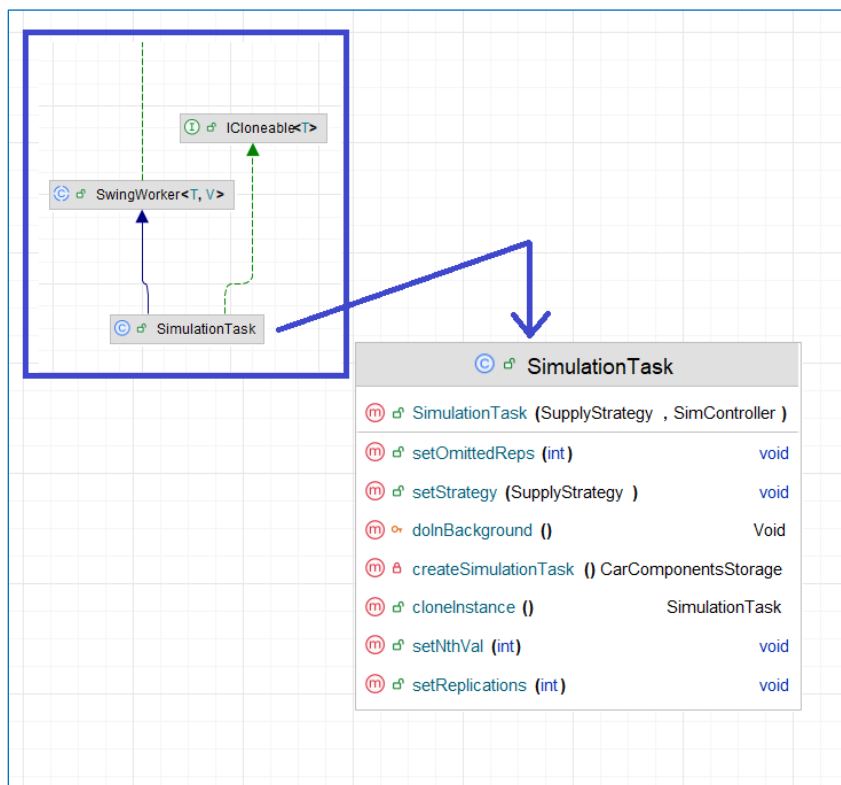 ICloneable<T>
SwingWorker<T, V>
SimulationTask
SimulationTask
SimulationTask (SupplyStrategy , SimController )
setOmittedReps (int) void
setStrategy (SupplyStrategy ) void
doInBackground () Void
createSimulationTask () CarComponentsStorage
cloneInstance () SimulationTask
setNthVal (int) void
setReplications (int) void